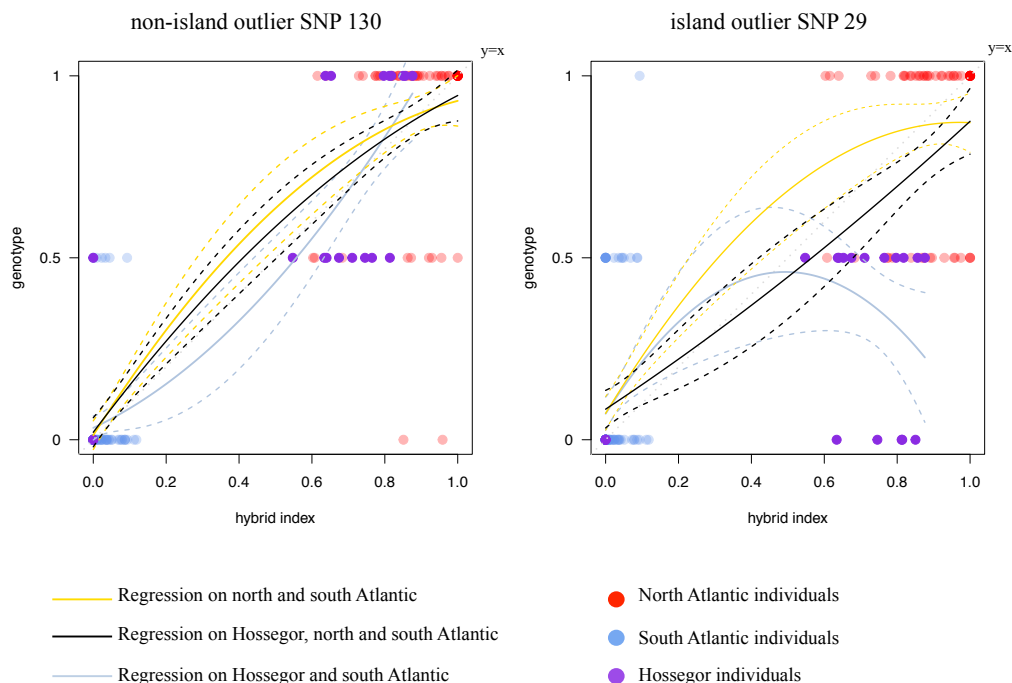 non-island outlier SNP 130
island outlier SNP 29
y=x
y=x
1
0.5
0
genotype
0.0 0.2 0.4 0.6 0.8 1.0
hybrid index
1
0.5
0
genotype
0.0 0.2 0.4 0.6 0.8 1.0
hybrid index
Regression on north and south Atlantic
Regression on Hossegor, north and south Atlantic
Regression on Hossegor and south Atlantic
North Atlantic individuals
South Atlantic individuals
Hossegor individuals